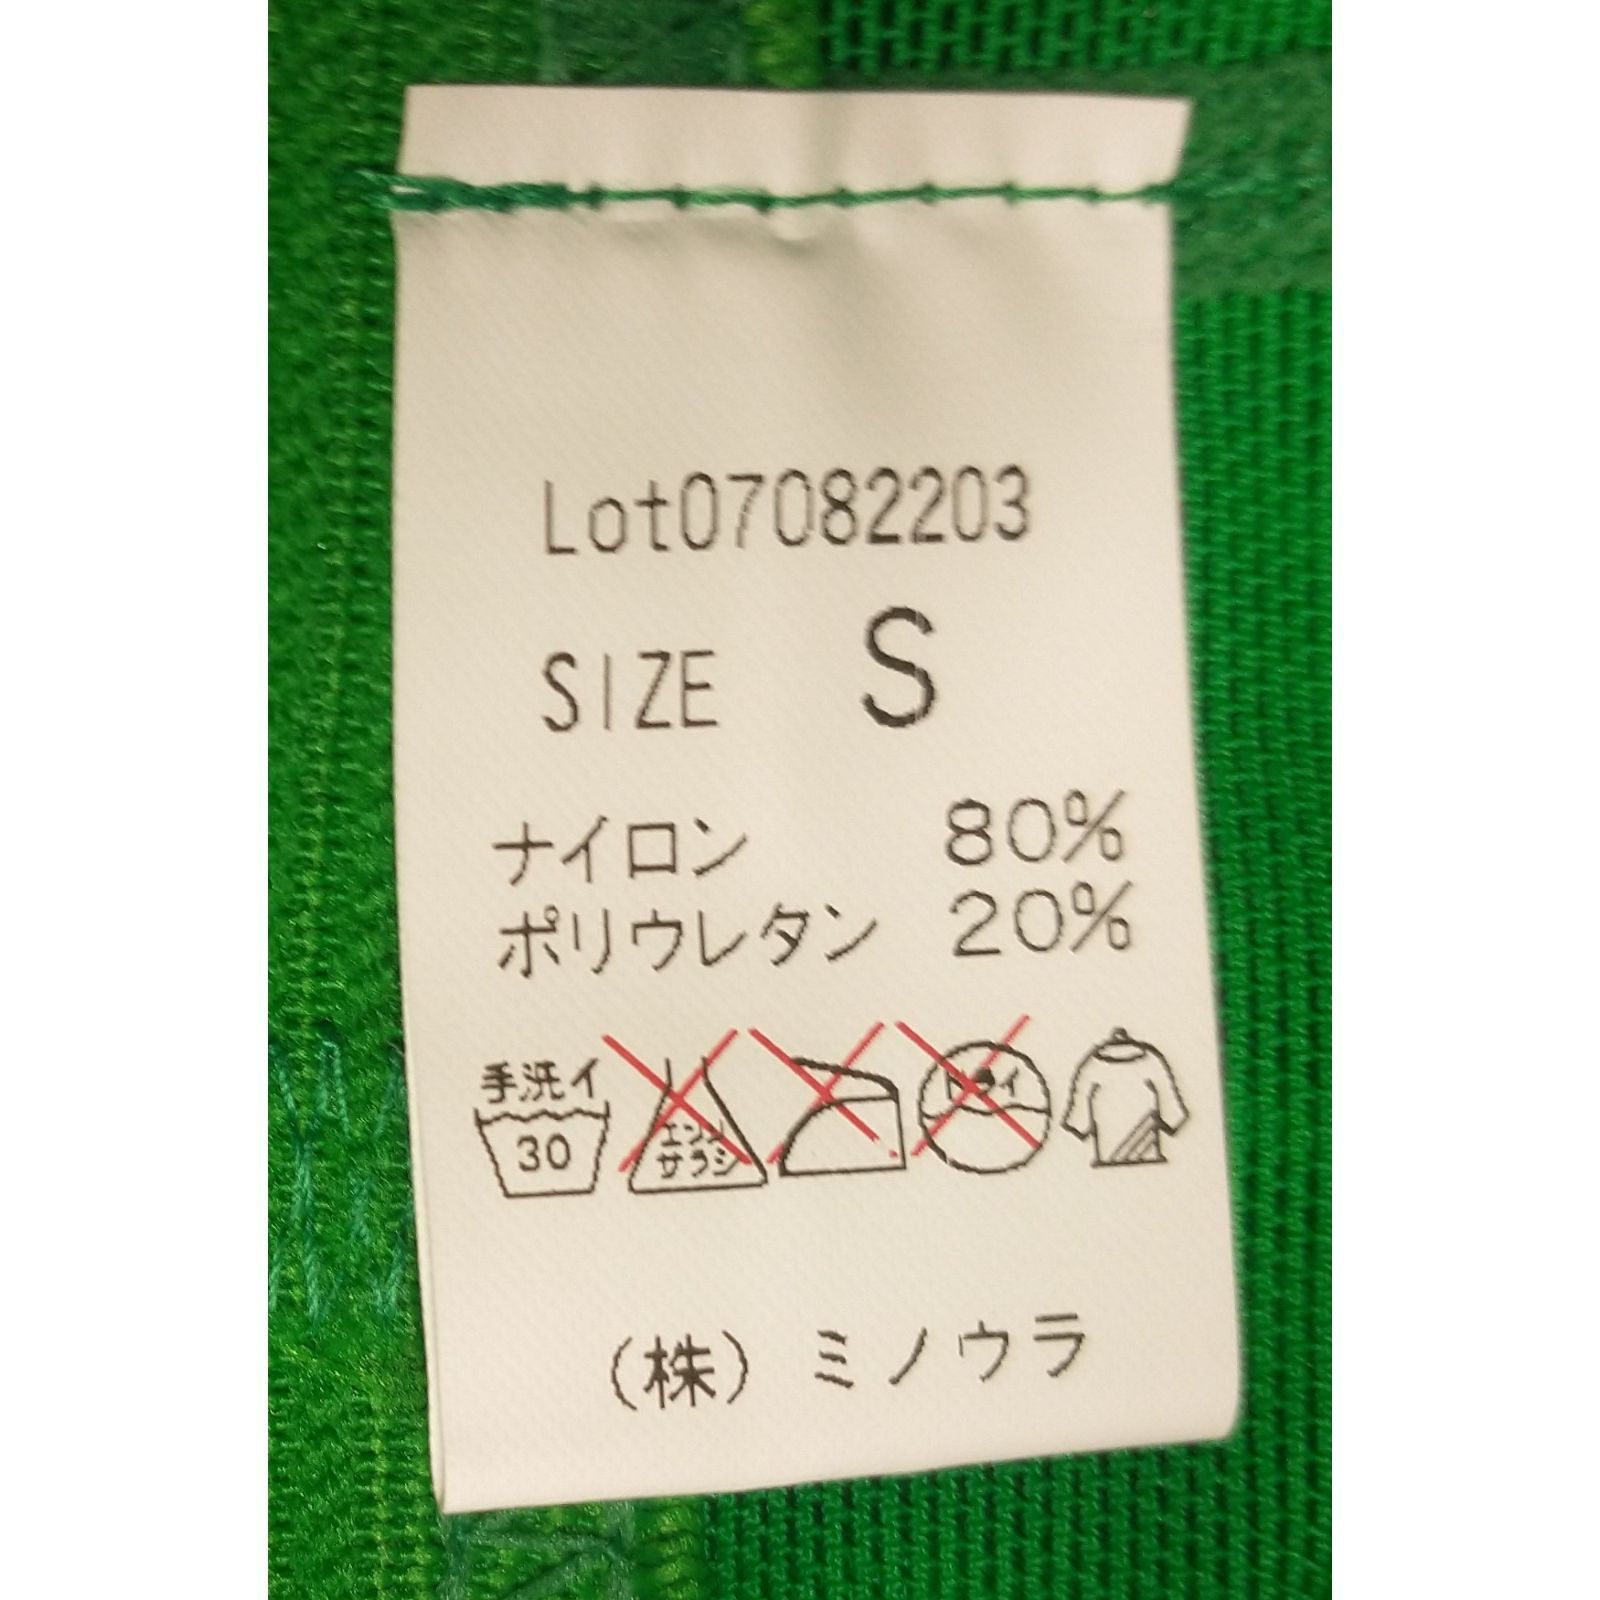 Lot07082203
SIZE S
ナイロン 80%
ポリウレタン 20%
手洗イ
30
エンソ
サラシ
ドライ
(株) ミノウラ